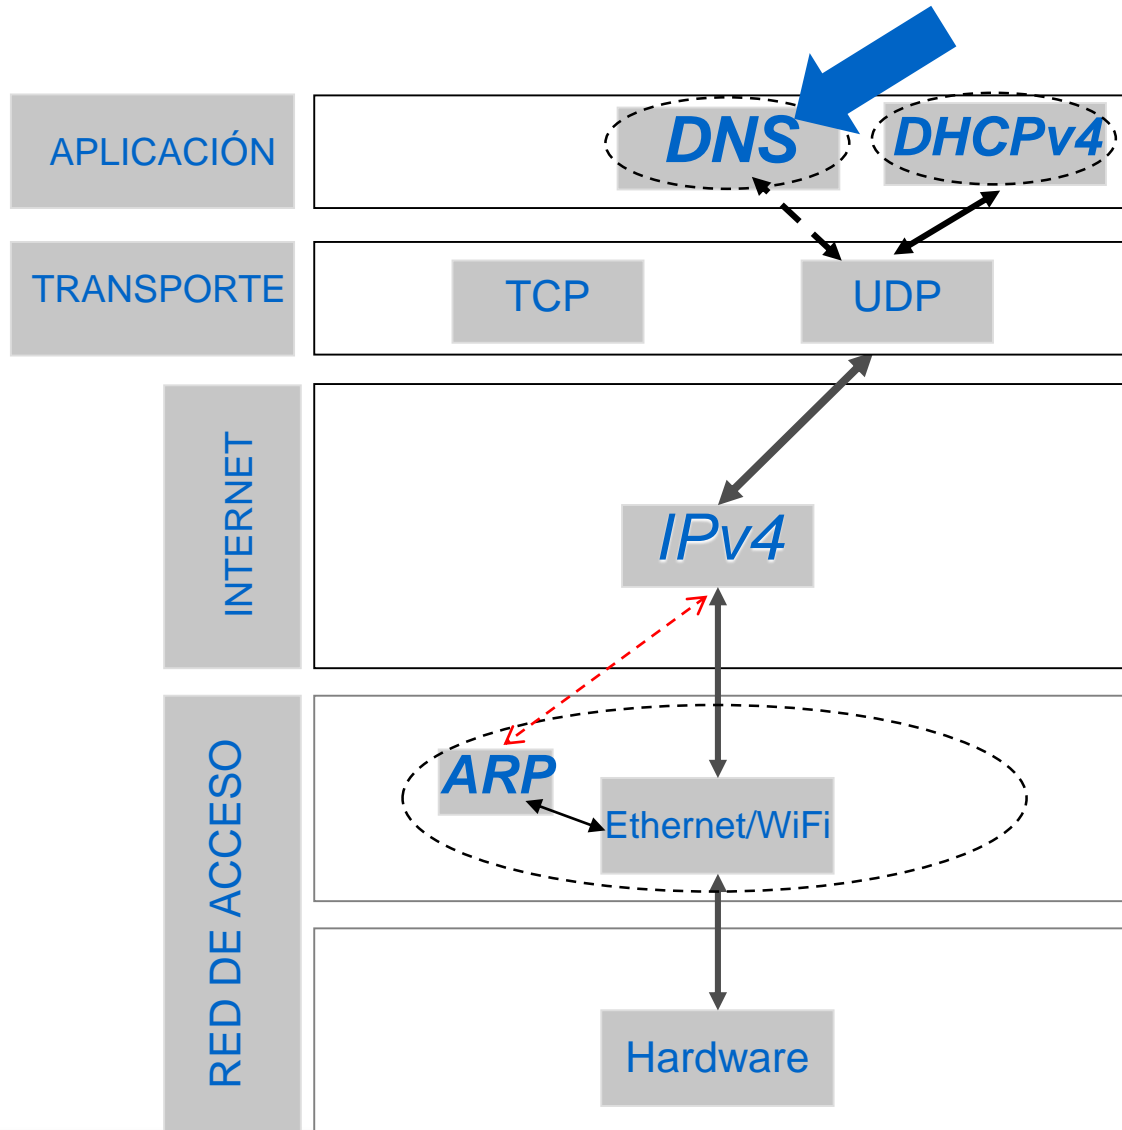 APLICACIÓN
DNS
DHCPv4
TRANSPORTE
TCP
UDP
INTERNET
IPv4
RED DE ACCESO
ARP
Ethernet/WiFi
Hardware